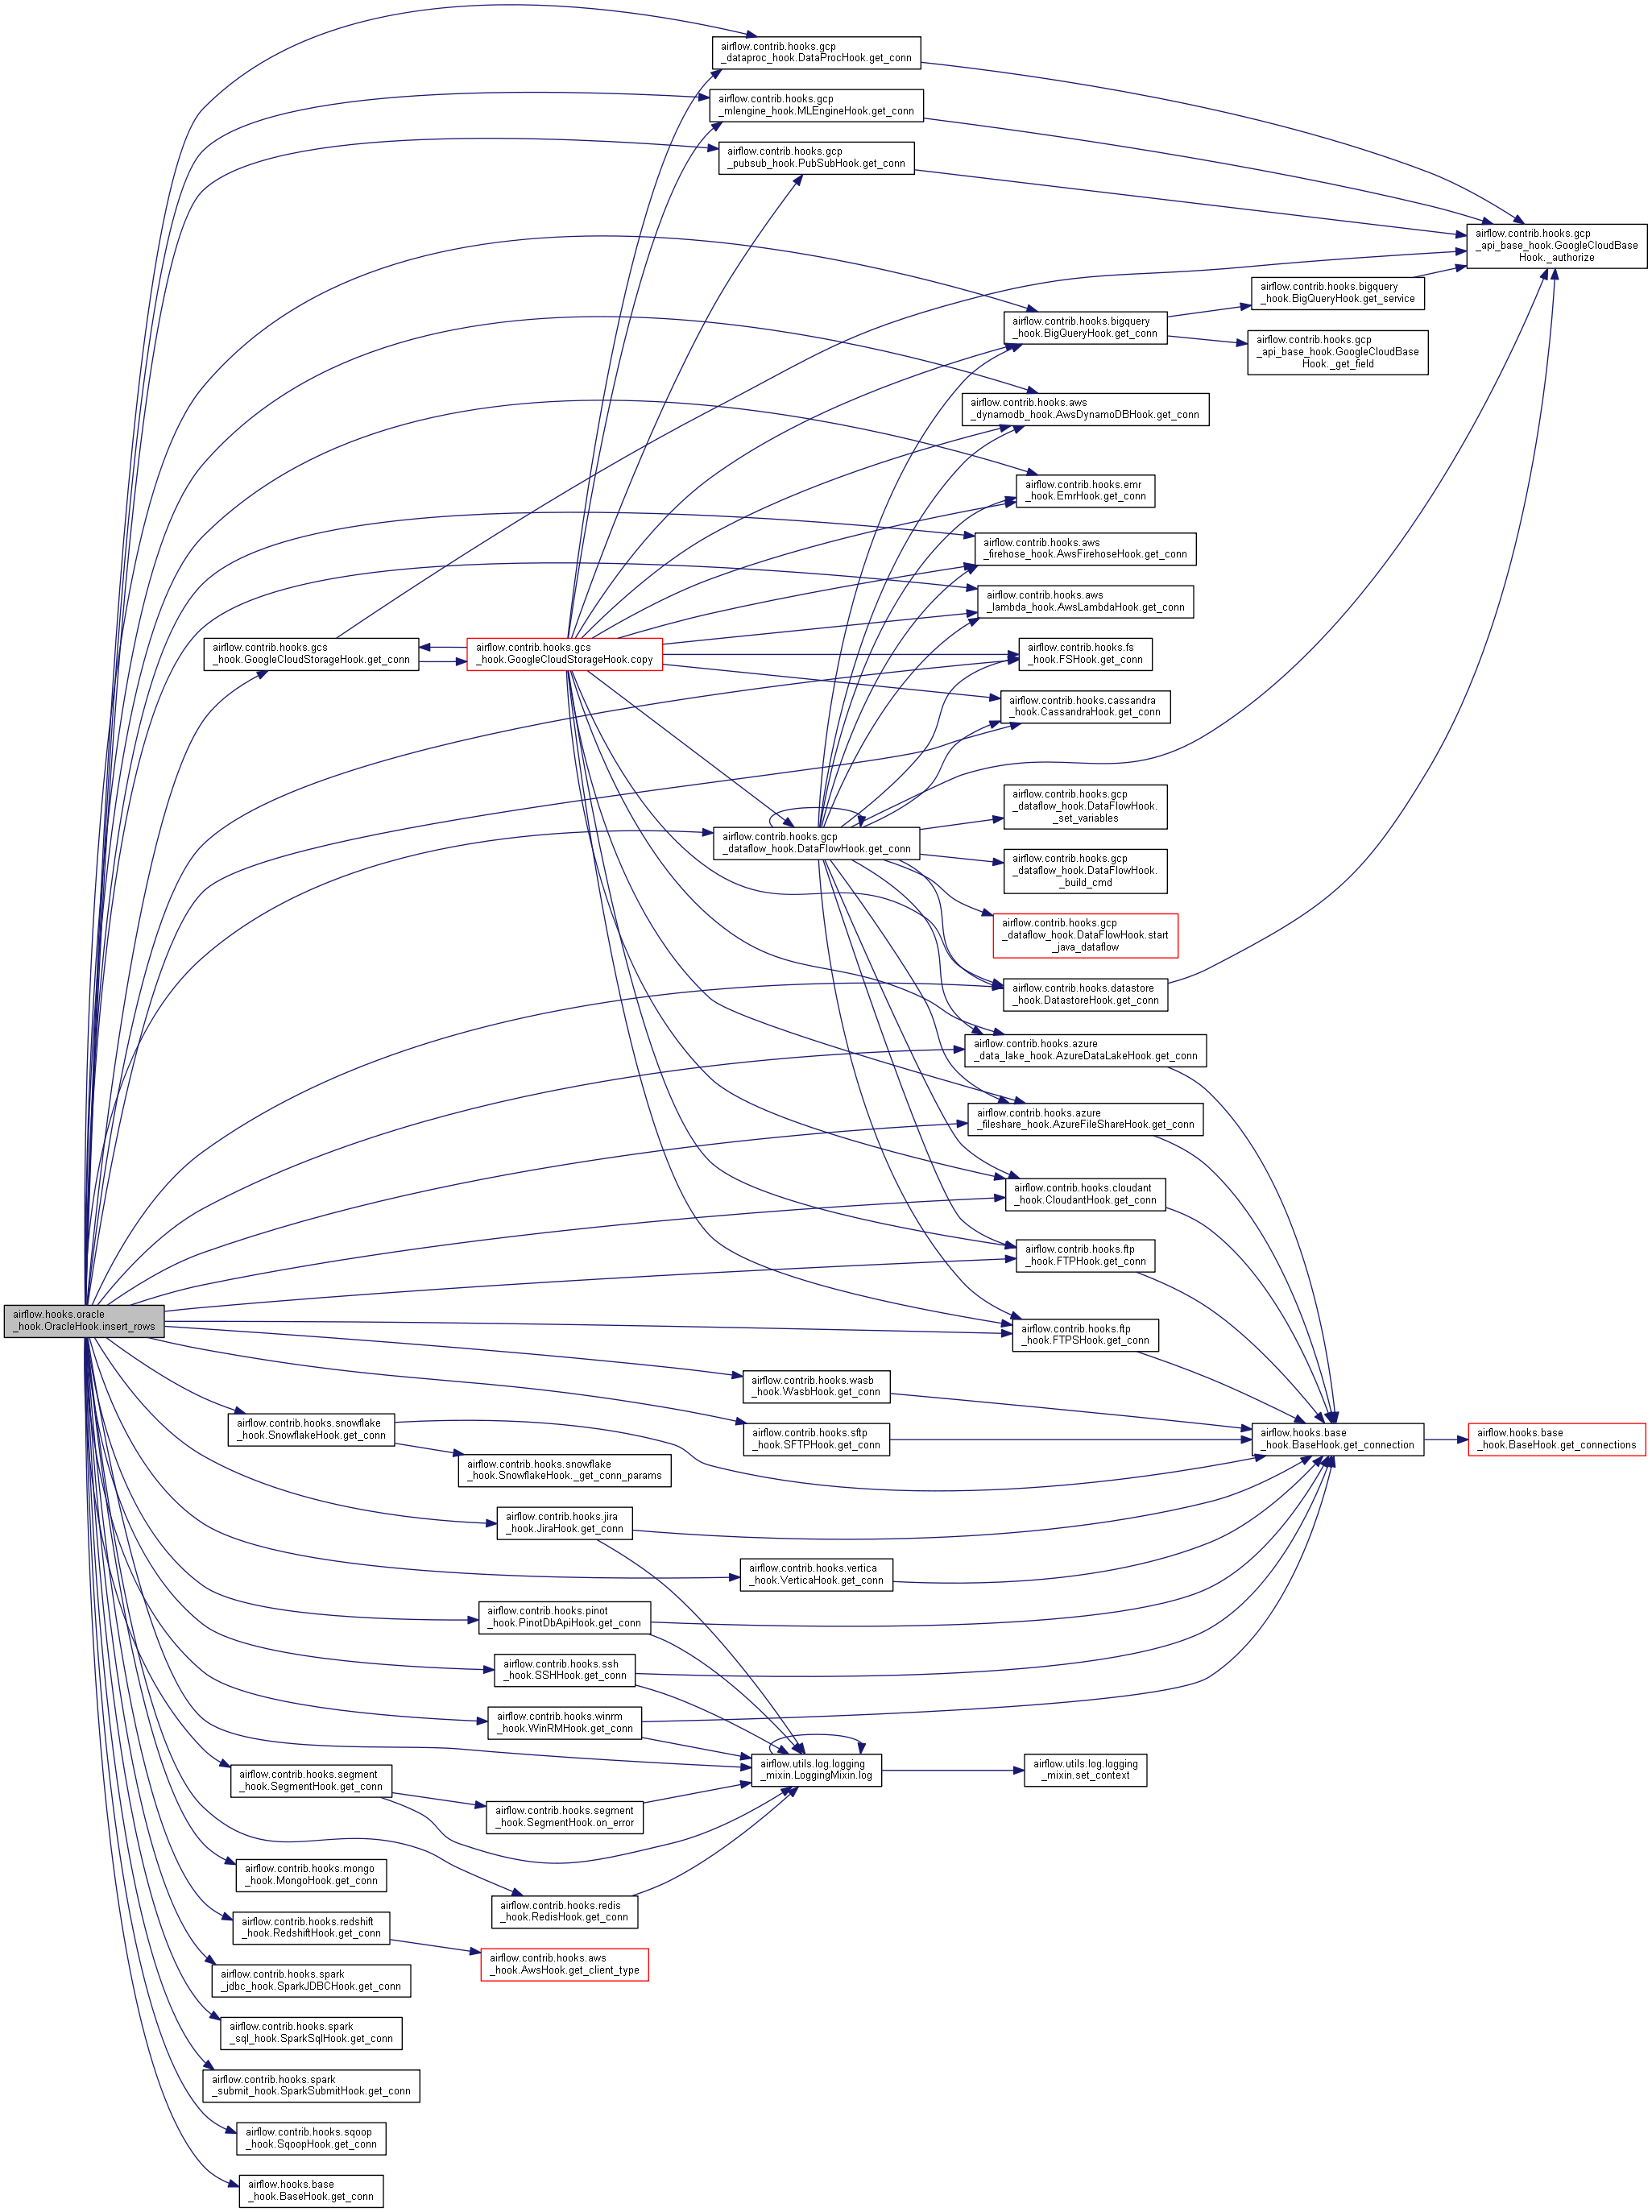 airflow.contrib.hooks.gcp
_dataproc_hook.DataProcHook.get_conn
airflow.contrib.hooks.gcp
_mlengine_hook.MLEngineHook.get_conn
airflow.contrib.hooks.gcp
_pubsub_hook.PubSubHook.get_conn
airflow.contrib.hooks.gcp
_api_base_hook.GoogleCloudBase
Hook._authorize
airflow.contrib.hooks.bigquery
_hook.BigQueryHook.get_service
airflow.contrib.hooks.bigquery
_hook.BigQueryHook.get_conn
airflow.contrib.hooks.gcp
_api_base_hook.GoogleCloudBase
Hook._get_field
airflow.contrib.hooks.aws
_dynamodb_hook.AwsDynamoDBHook.get_conn
airflow.contrib.hooks.emr
_hook.EmrHook.get_conn
airflow.contrib.hooks.aws
_firehose_hook.AwsFirehoseHook.get_conn
airflow.contrib.hooks.aws
_lambda_hook.AwsLambdaHook.get_conn
airflow.contrib.hooks.gcs
_hook.GoogleCloudStorageHook.get_conn
airflow.contrib.hooks.gcs
_hook.GoogleCloudStorageHook.copy
airflow.contrib.hooks.fs
_hook.FSHook.get_conn
airflow.contrib.hooks.cassandra
_hook.CassandraHook.get_conn
airflow.contrib.hooks.gcp
_dataflow_hook.DataFlowHook.
_set_variables
airflow.contrib.hooks.gcp
_dataflow_hook.DataFlowHook.get_conn
airflow.contrib.hooks.gcp
_dataflow_hook.DataFlowHook.
_build_cmd
airflow.contrib.hooks.gcp
_dataflow_hook.DataFlowHook.start
_java_dataflow
airflow.contrib.hooks.datastore
_hook.DatastoreHook.get_conn
airflow.contrib.hooks.azure
_data_lake_hook.AzureDataLakeHook.get_conn
airflow.contrib.hooks.azure
_fileshare_hook.AzureFileShareHook.get_conn
airflow.contrib.hooks.cloudant
_hook.CloudantHook.get_conn
airflow.contrib.hooks.ftp
_hook.FTPHook.get_conn
airflow.hooks.oracle
_hook.OracleHook.insert_rows
airflow.contrib.hooks.ftp
_hook.FTPSHook.get_conn
airflow.contrib.hooks.wasb
_hook.WasbHook.get_conn
airflow.contrib.hooks.snowflake
_hook.SnowflakeHook.get_conn
airflow.contrib.hooks.sftp
_hook.SFTPHook.get_conn
airflow.hooks.base
_hook.BaseHook.get_connection
airflow.hooks.base
_hook.BaseHook.get_connections
airflow.contrib.hooks.snowflake
_hook.SnowflakeHook._get_conn_params
airflow.contrib.hooks.jira
_hook.JiraHook.get_conn
airflow.contrib.hooks.vertica
_hook.VerticaHook.get_conn
airflow.contrib.hooks.pinot
_hook.PinotDbApiHook.get_conn
airflow.contrib.hooks.ssh
_hook.SSHHook.get_conn
airflow.contrib.hooks.winrm
_hook.WinRMHook.get_conn
airflow.utils.log.logging
_mixin.LoggingMixin.log
airflow.utils.log.logging
_mixin.set_context
airflow.contrib.hooks.segment
_hook.SegmentHook.get_conn
airflow.contrib.hooks.segment
_hook.SegmentHook.on_error
airflow.contrib.hooks.mongo
_hook.MongoHook.get_conn
airflow.contrib.hooks.redis
_hook.RedisHook.get_conn
airflow.contrib.hooks.redshift
_hook.RedshiftHook.get_conn
airflow.contrib.hooks.aws
_hook.AwsHook.get_client_type
airflow.contrib.hooks.spark
_jdbc_hook.SparkJDBCHook.get_conn
airflow.contrib.hooks.spark
_sql_hook.SparkSqlHook.get_conn
airflow.contrib.hooks.spark
_submit_hook.SparkSubmitHook.get_conn
airflow.contrib.hooks.sqoop
_hook.SqoopHook.get_conn
airflow.hooks.base
_hook.BaseHook.get_conn